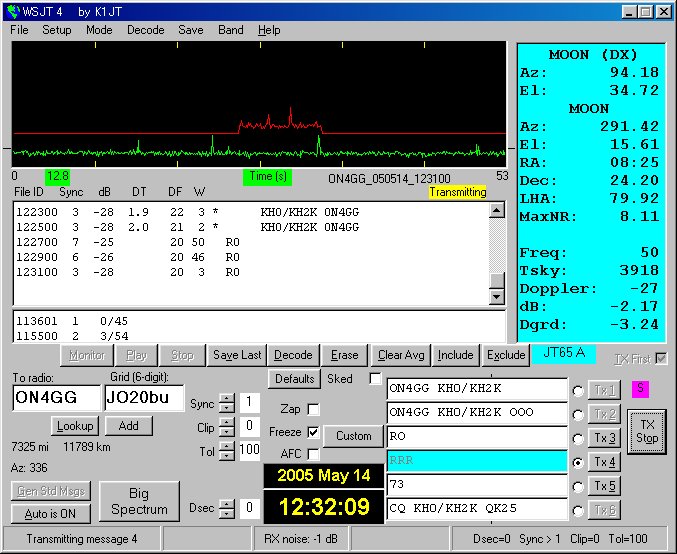 WSJT 4 by K1JT
File Setup Mode Decode Save Band Help
0 12.8 Time (s) ON4GG_050514_123100 53
File ID Sync dB DT DF W Transmitting
122300 3 -28 1.9 22 3 * KH0/KH2K ON4GG
122500 3 -28 2.0 21 2 * KH0/KH2K ON4GG
122700 7 -25 20 50 RO
122900 6 -26 20 46 RO
123100 3 -28 20 3 RO
113601 1 0/45
115500 2 3/54
MOON (DX)
Az: 94.18
El: 34.72
MOON
Az: 291.42
El: 15.61
RA: 08:25
Dec: 24.20
LHA: 79.92
MaxNR: 8.11
Freq: 50
Tsky: 3918
Doppler: -27
dB: -2.17
Dgrd: -3.24
Monitor Play Stop Save Last Decode Erase Clear Avg Include Exclude JT65 A TX First
To radio: Grid (6-digit):
ON4GG JO20bu
Lookup Add
7325 mi 11789 km
Az: 336
Gen Std Msgs
Auto is ON
Big
Spectrum
Sync 1
Clip 0
Tol 100
Dsec 0
Defaults Sked
Zap
Freeze
AFC
Custom
2005 May 14
12:32:09
ON4GG KH0/KH2K Tx 1
ON4GG KH0/KH2K OOO Tx 2
RO Tx 3
RRR Tx 4
73 Tx 5
CQ KH0/KH2K QK25 Tx 6
S
TX
Stop
Transmitting message 4 RX noise: -1 dB Dsec=0 Sync > 1 Clip=0 Tol=100